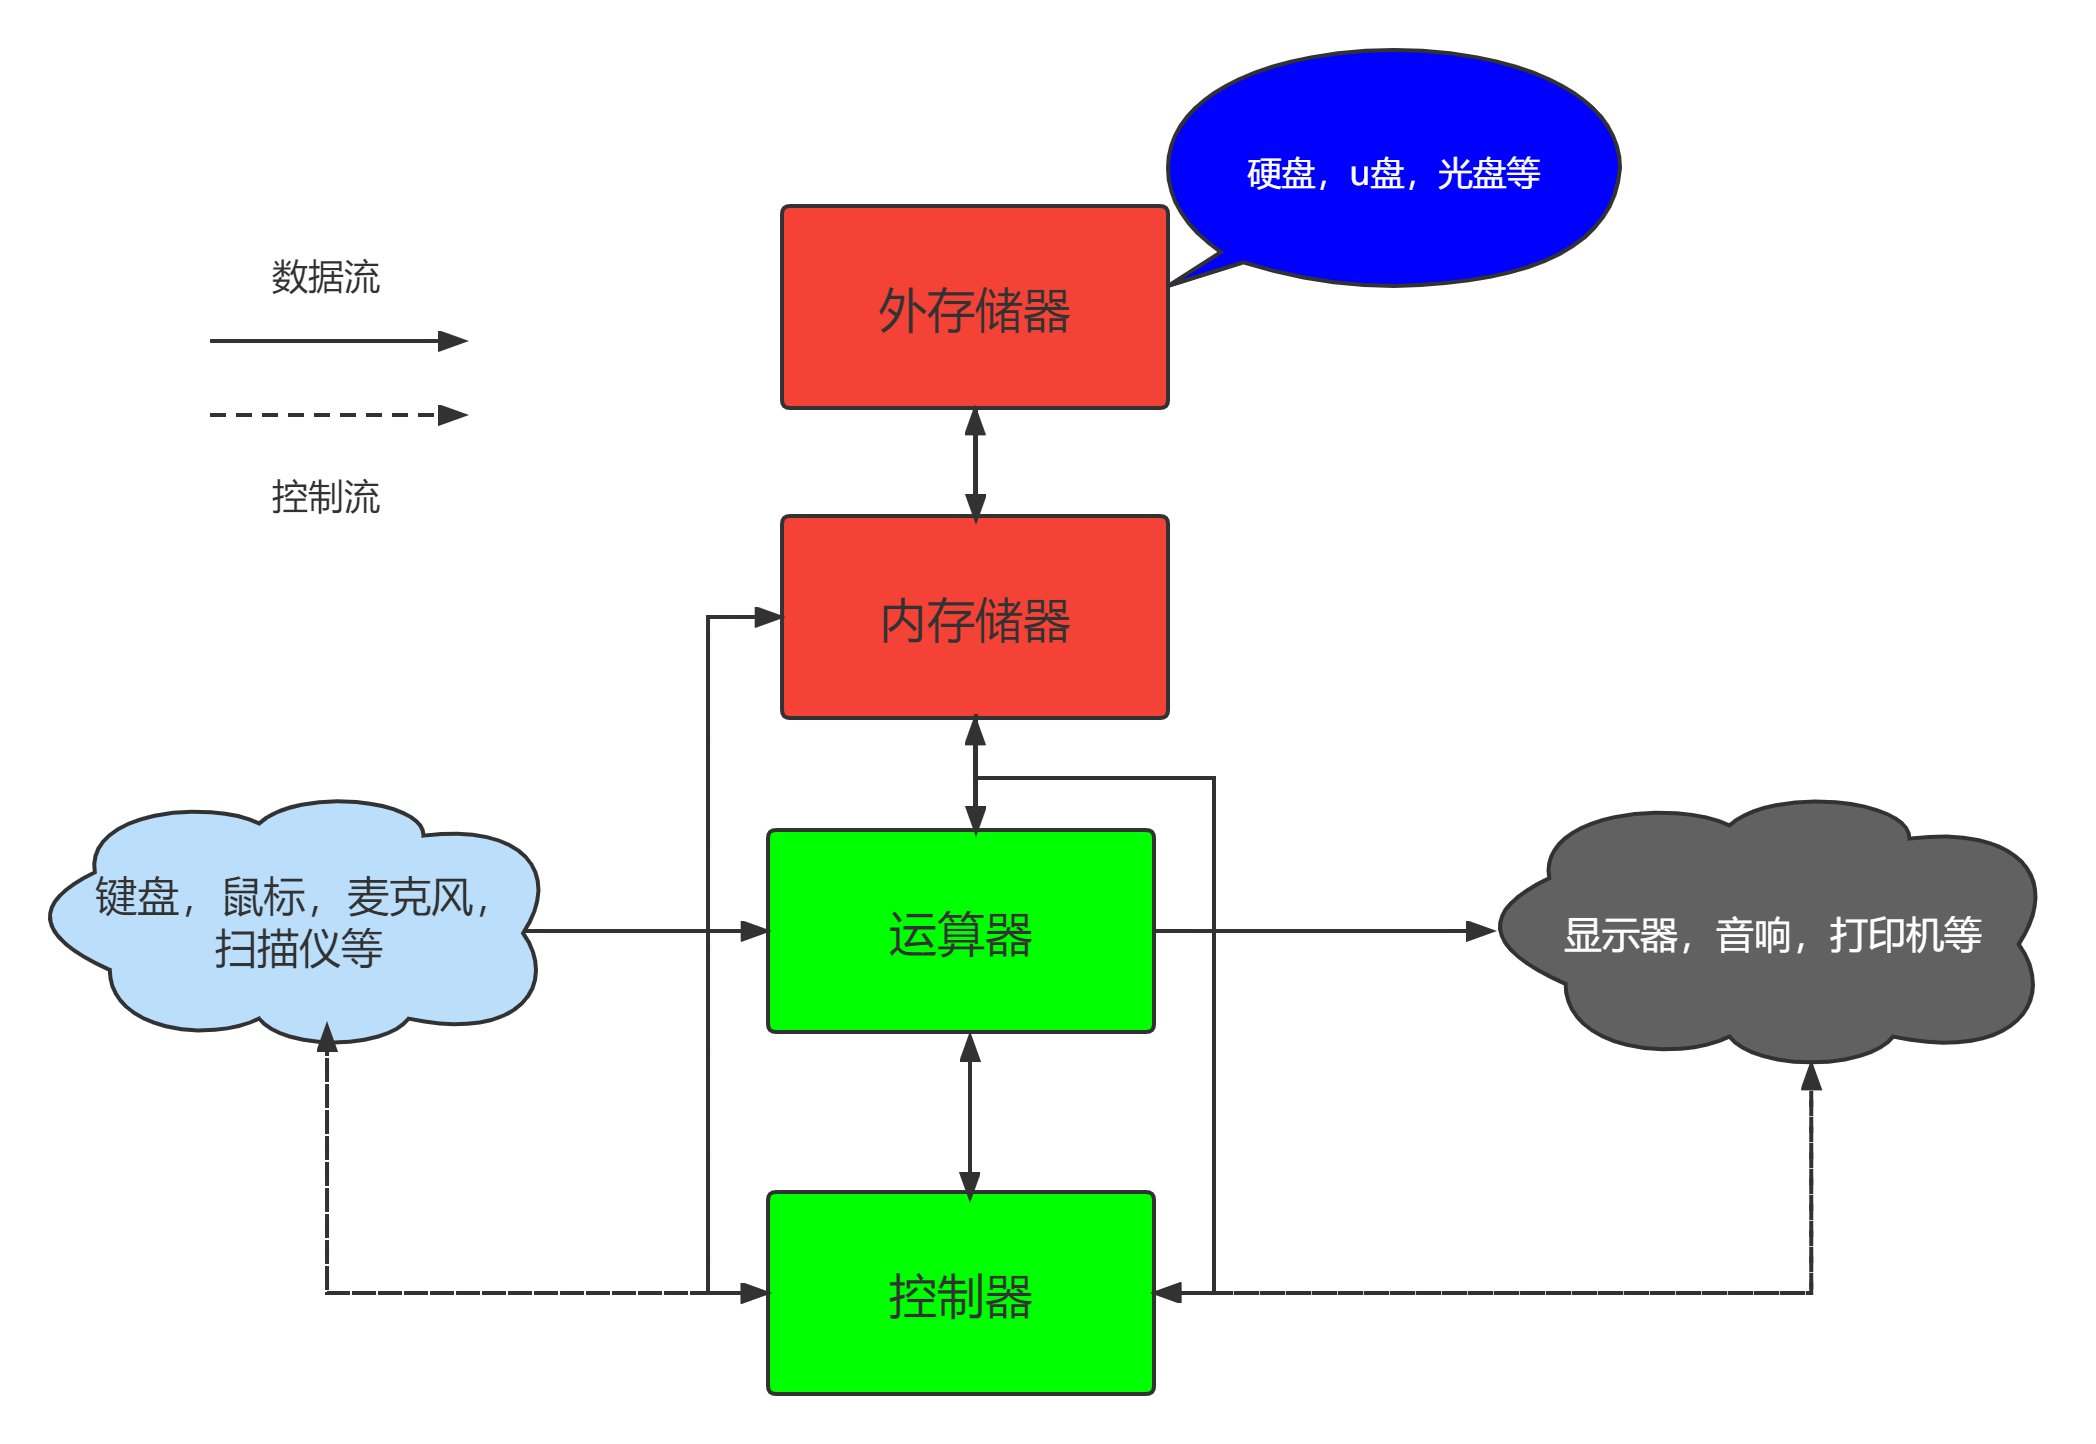 硬盘，u盘，光盘等
数据流
外存储器
控制流
内存储器
键盘，鼠标，麦克风，
扫描仪等
运算器
显示器，音响，打印机等
控制器